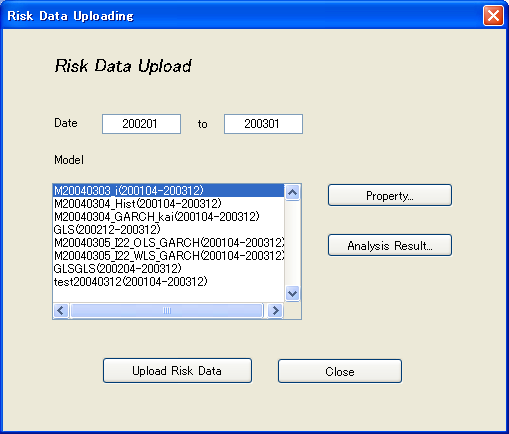 Risk Data Uploading
Risk Data Upload
Date 200201 to 200301
Model
M20040303_i(200104-200312)
M20040304_Hist(200104-200312)
M20040304_GARCH_kai(200104-200312)
GLS(200212-200312)
M20040305_I22_OLS_GARCH(200104-200312)
M20040305_I22_WLS_GARCH(200104-200312)
GLSGLS(200204-200312)
test20040312(200104-200312)
Property...
Analysis Result...
Upload Risk Data
Close